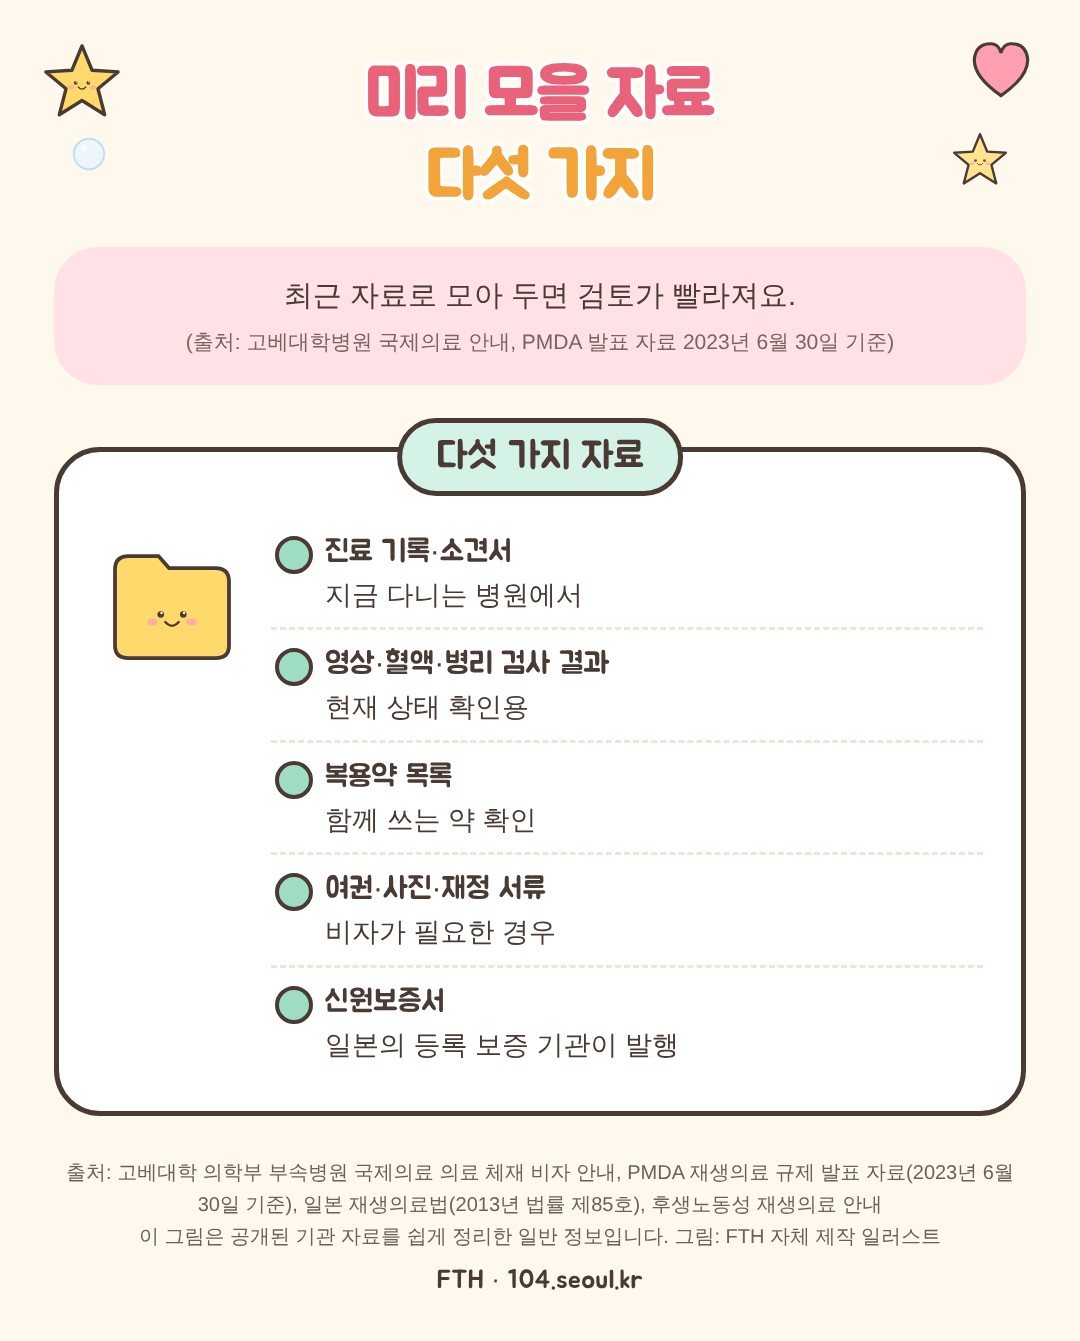 미리 모을 자료
다섯 가지
최근 자료로 모아 두면 검토가 빨라져요.
(출처: 고베대학병원 국제의료 안내, PMDA 발표 자료 2023년 6월 30일 기준)
다섯 가지 자료
진료 기록·소견서
지금 다니는 병원에서
영상·혈액·병리 검사 결과
현재 상태 확인용
복용약 목록
함께 쓰는 약 확인
여권·사진·재정 서류
비자가 필요한 경우
신원보증서
일본의 등록 보증 기관이 발행
출처: 고베대학 의학부 부속병원 국제의료 의료 체재 비자 안내, PMDA 재생의료 규제 발표 자료(2023년 6월
30일 기준), 일본 재생의료법(2013년 법률 제85호), 후생노동성 재생의료 안내
이 그림은 공개된 기관 자료를 쉽게 정리한 일반 정보입니다. 그림: FTH 자체 제작 일러스트
FTH · 104.seoul.kr